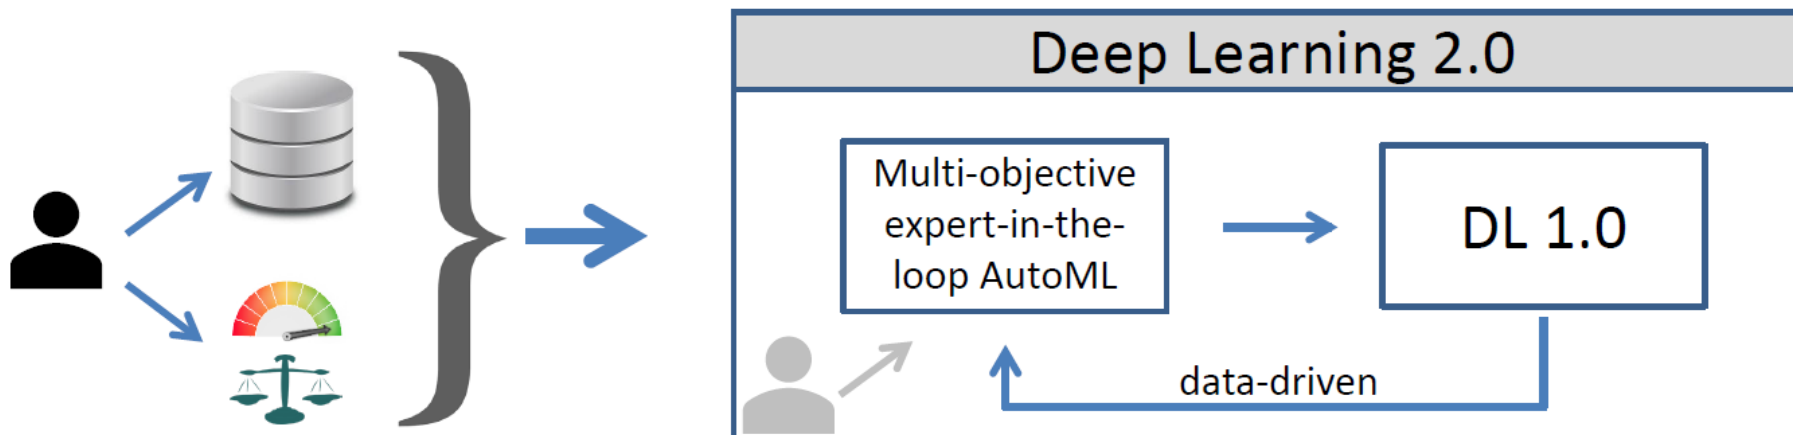 Deep Learning 2.0
Multi-objective
expert-in-the-
loop AutoML
DL 1.0
data-driven